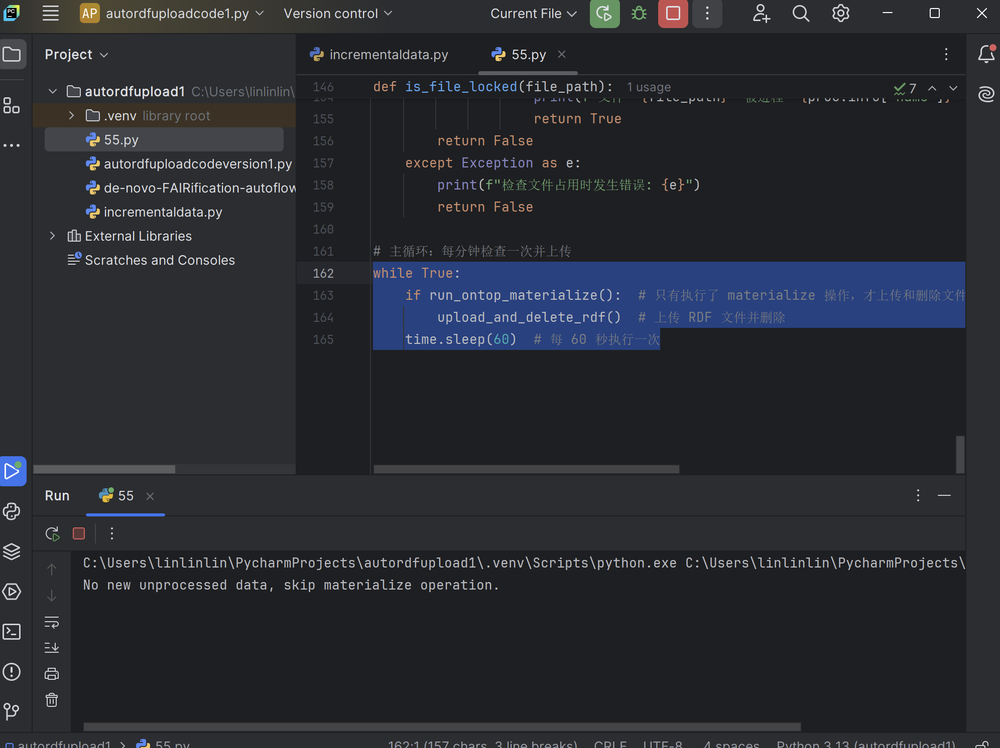 AP autordfuploadcode1.py Version control Current File
Project
autordfupload1 C:\Users\linlinlin\
.venv library root
55.py
autordfuploadcodeversion1.py
de-novo-FAIRification-autoflow
incrementaldata.py
External Libraries
Scratches and Consoles
incrementaldata.py 55.py
146 def is_file_locked(file_path): 1 usage 7
155 return True
156 return False
157 except Exception as e:
158 print(f"检查文件占用时发生错误: {e}")
159 return False
160
161 # 主循环：每分钟检查一次并上传
162 while True:
163 if run_ontop_materialize(): # 只有执行了 materialize 操作，才上传和删除文件
164 upload_and_delete_rdf() # 上传 RDF 文件并删除
165 time.sleep(60) # 每 60 秒执行一次
Run 55
C:\Users\linlinlin\PycharmProjects\autordfupload1\.venv\Scripts\python.exe C:\Users\linlinlin\PycharmProjects\
No new unprocessed data, skip materialize operation.
autordfupload1 55.py 162:1 (157 chars, 3 line breaks) CRLF UTF-8 4 spaces Python 3.13 (autordfupload1)